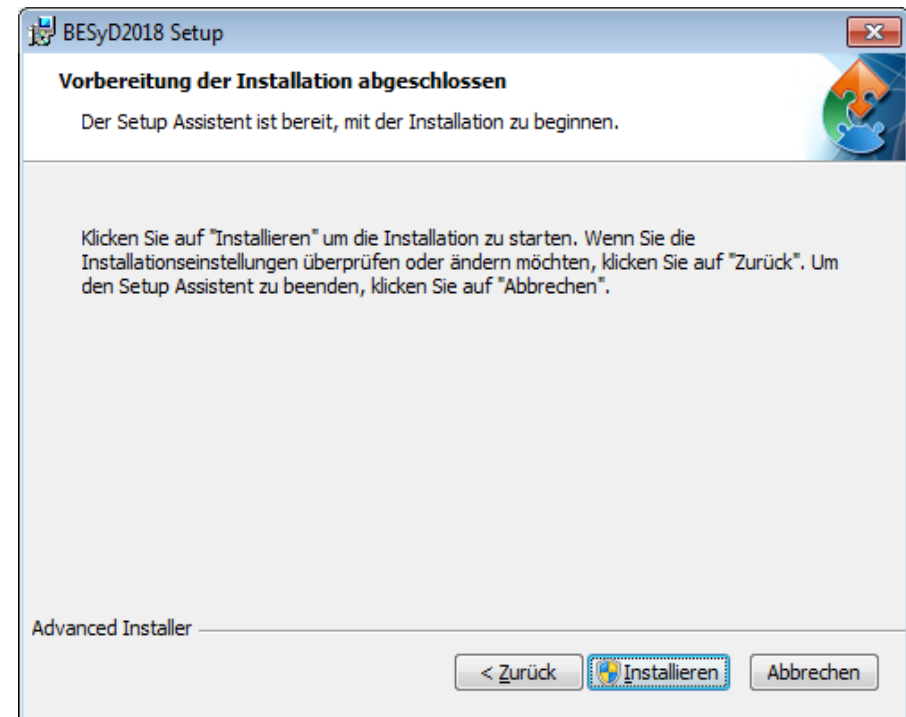 BESyD2018 Setup
Vorbereitung der Installation abgeschlossen
Der Setup Assistent ist bereit, mit der Installation zu beginnen.
Klicken Sie auf "Installieren" um die Installation zu starten. Wenn Sie die
Installationseinstellungen überprüfen oder ändern möchten, klicken Sie auf "Zurück". Um
den Setup Assistent zu beenden, klicken Sie auf "Abbrechen".
Advanced Installer
< Zurück Installieren Abbrechen